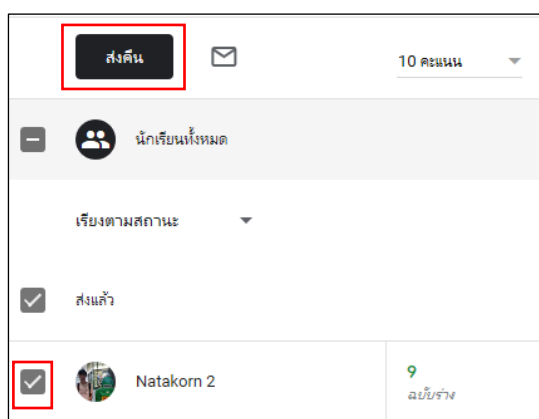 ส่งคืน
10 คะแนน
นักเรียนทั้งหมด
เรียงตามสถานะ
ส่งแล้ว
Natakorn 2
9
ฉบับร่าง